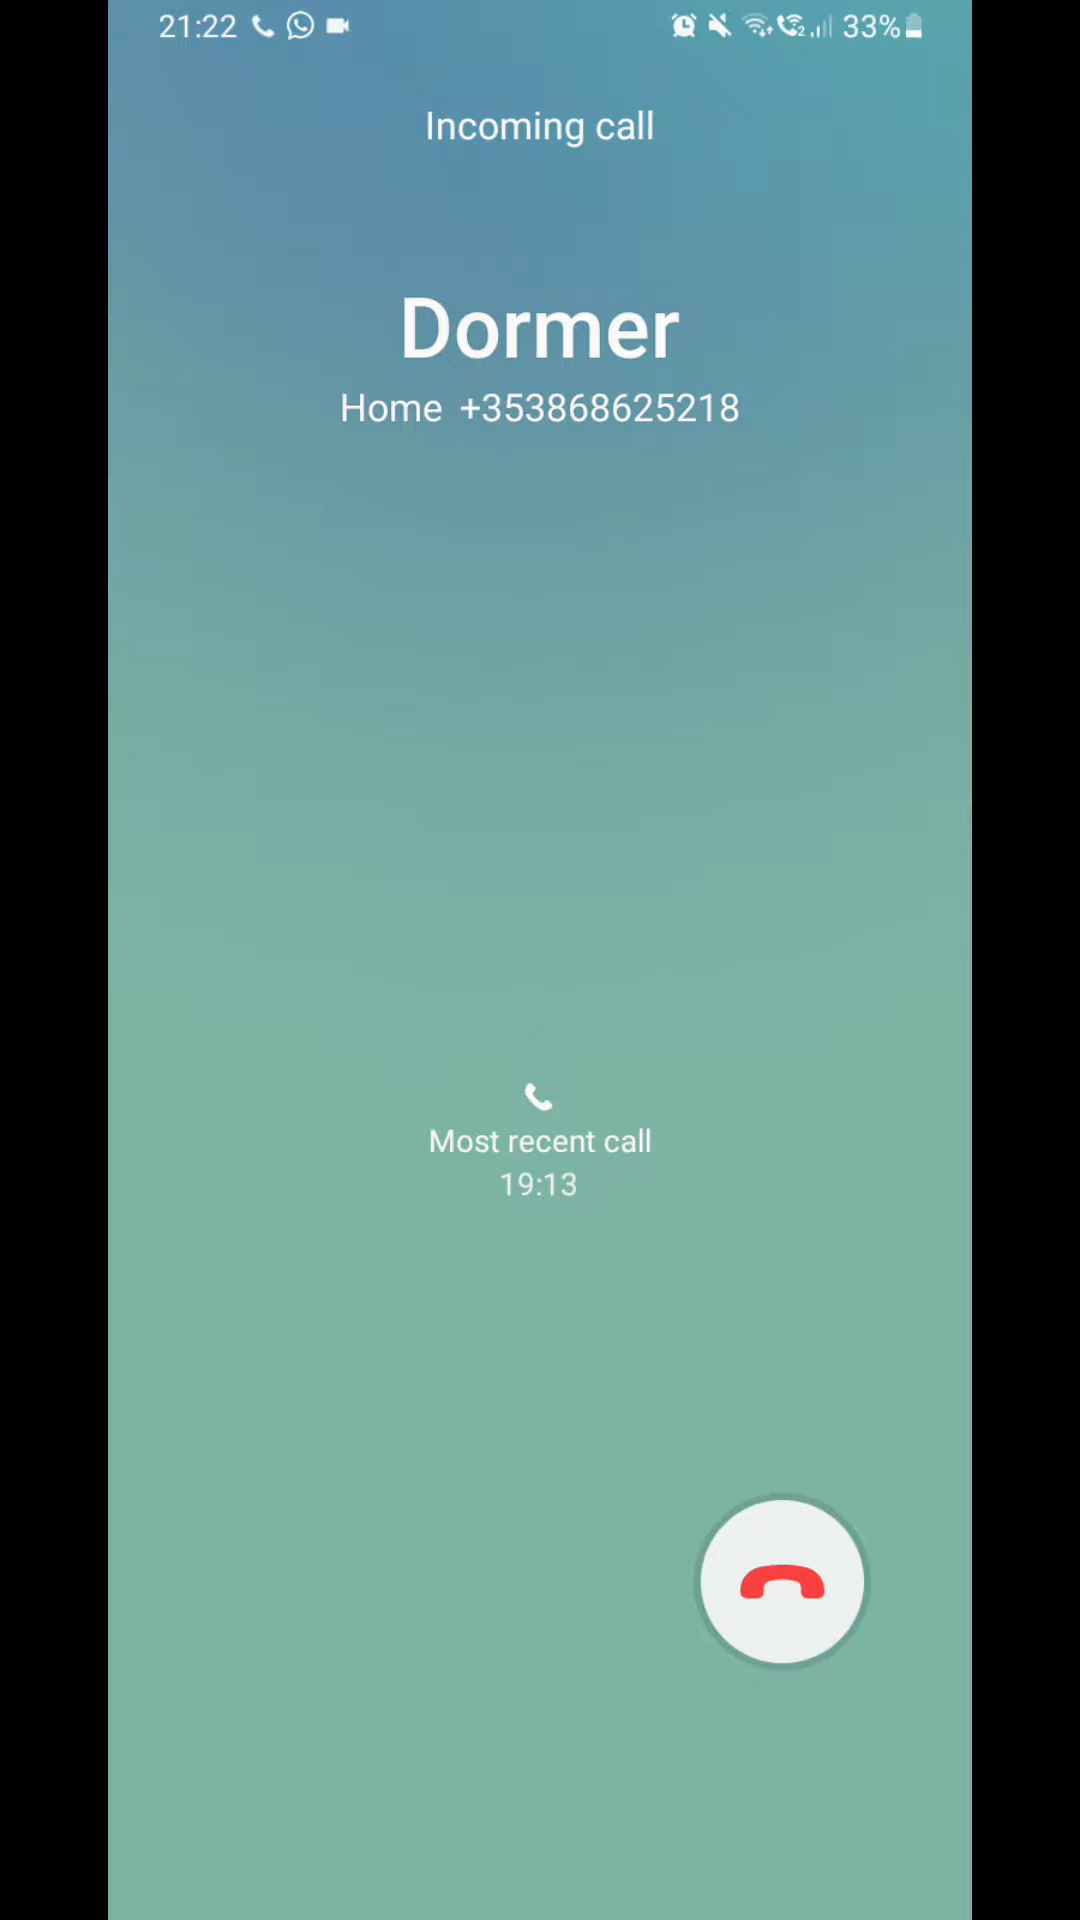 21:22 33%
Incoming call
Dormer
Home +353868625218
Most recent call
19:13